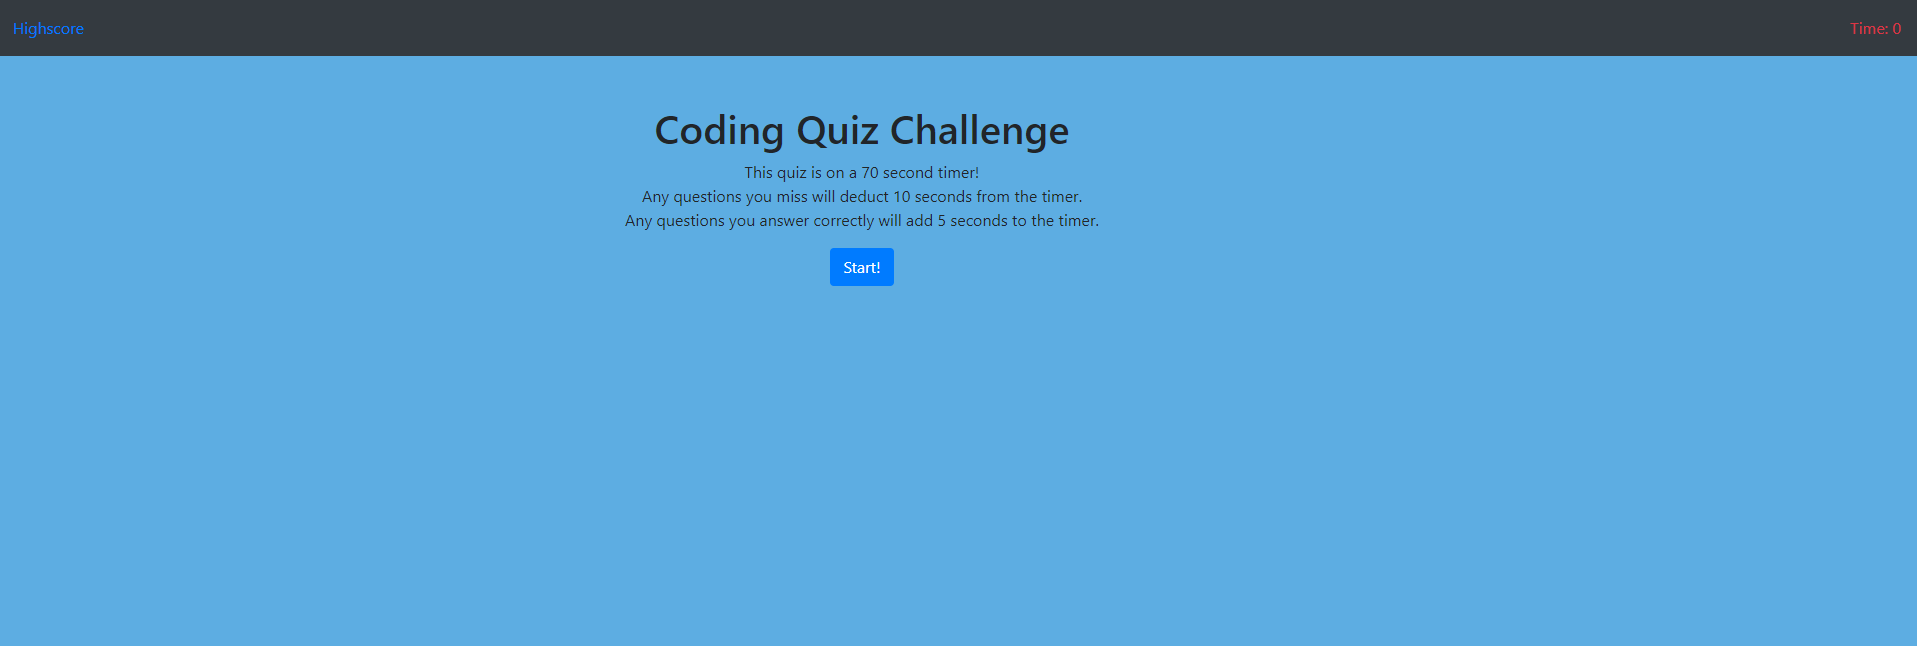 Highscore
Time: 0
Coding Quiz Challenge
This quiz is on a 70 second timer!
Any questions you miss will deduct 10 seconds from the timer.
Any questions you answer correctly will add 5 seconds to the timer.
Start!